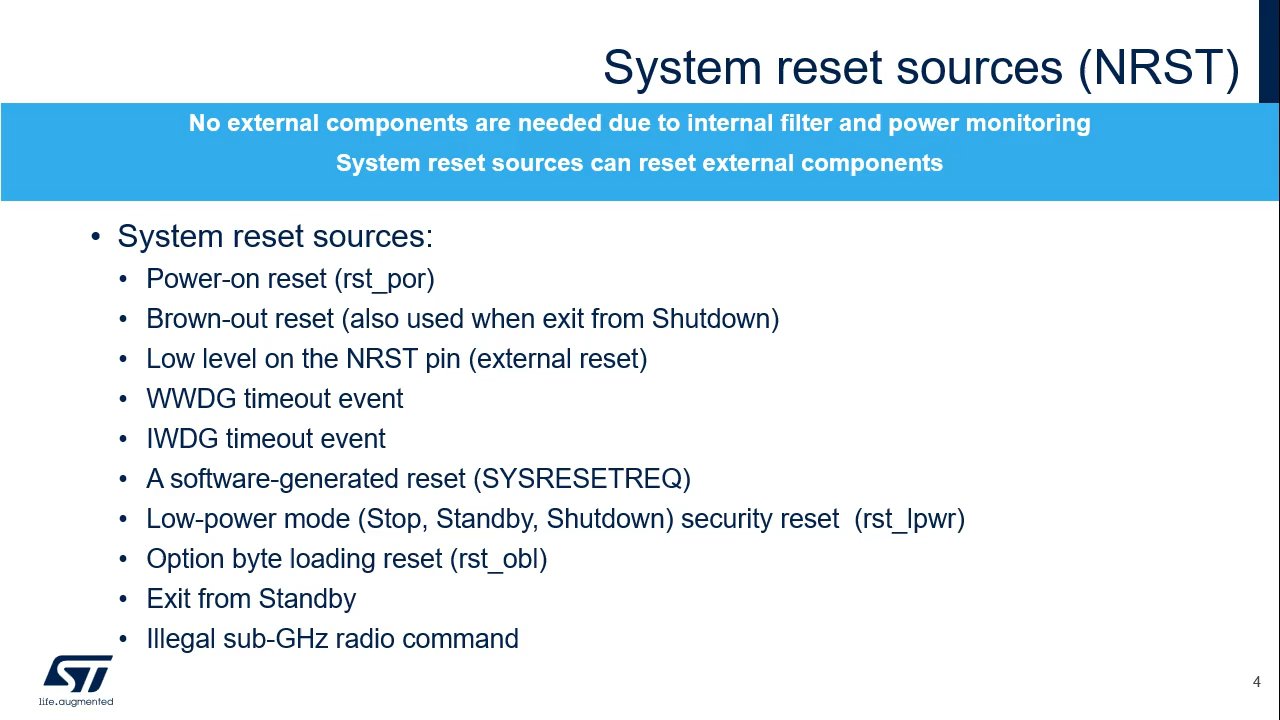 System reset sources (NRST)
No external components are needed due to internal filter and power monitoring
System reset sources can reset external components
• System reset sources:
• Power-on reset (rst_por)
• Brown-out reset (also used when exit from Shutdown)
• Low level on the NRST pin (external reset)
• WWDG timeout event
• IWDG timeout event
• A software-generated reset (SYSRESETREQ)
• Low-power mode (Stop, Standby, Shutdown) security reset  (rst_lpwr)
• Option byte loading reset (rst_obl)
• Exit from Standby
• Illegal sub-GHz radio command
ST
life.augmented
4